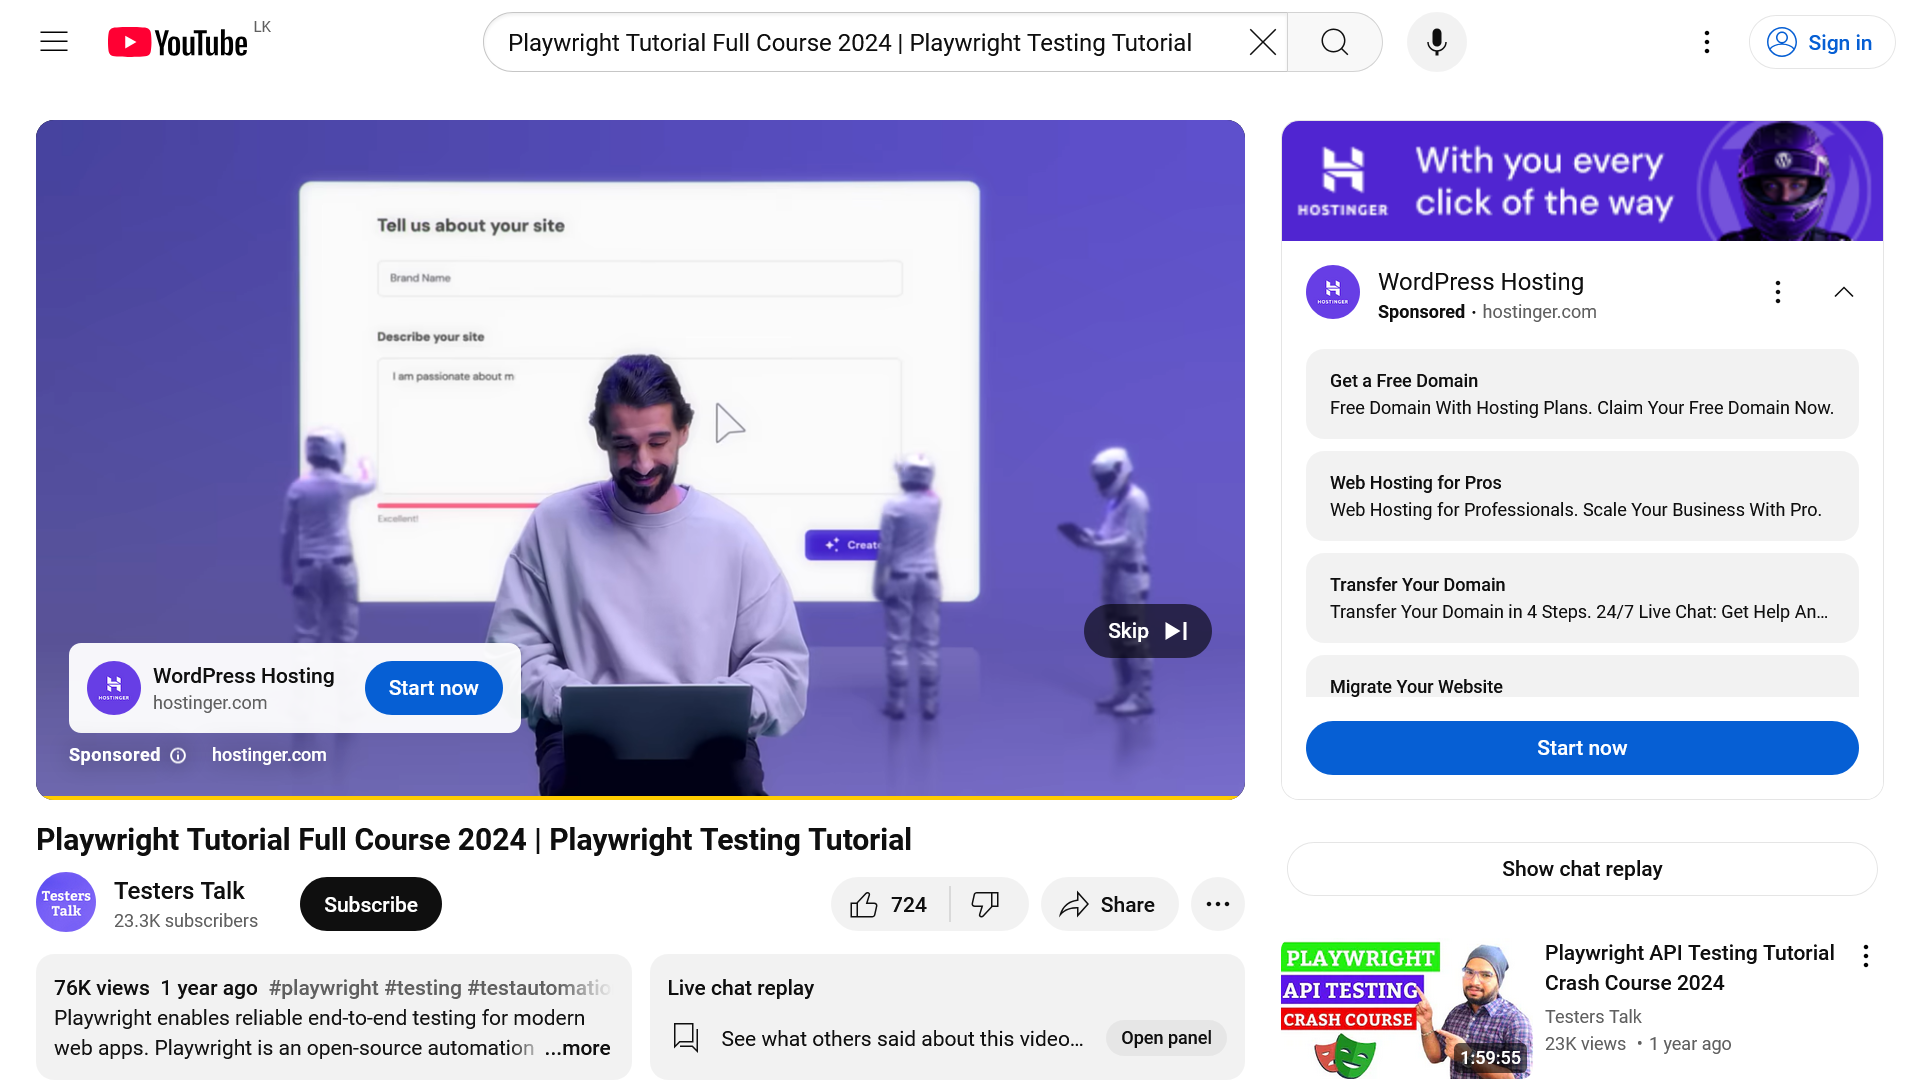 YouTube LK
Playwright Tutorial Full Course 2024 | Playwright Testing Tutorial
Sign in
Tell us about your site
Brand Name
Describe your site
I am passionate about m
Excellent!
Create
Skip
HOSTINGER
WordPress Hosting
hostinger.com
Start now
Sponsored
hostinger.com
HOSTINGER
With you every
click of the way
HOSTINGER
WordPress Hosting
Sponsored · hostinger.com
Get a Free Domain
Free Domain With Hosting Plans. Claim Your Free Domain Now.
Web Hosting for Pros
Web Hosting for Professionals. Scale Your Business With Pro.
Transfer Your Domain
Transfer Your Domain in 4 Steps. 24/7 Live Chat: Get Help An...
Migrate Your Website
Start now
Playwright Tutorial Full Course 2024 | Playwright Testing Tutorial
Testers
Talk
Testers Talk
23.3K subscribers
Subscribe
724
Share
76K views 1 year ago #playwright #testing #testautomatio
Playwright enables reliable end-to-end testing for modern
web apps. Playwright is an open-source automation ...more
Live chat replay
See what others said about this video...
Open panel
Show chat replay
PLAYWRIGHT
API TESTING
CRASH COURSE
1:59:55
Playwright API Testing Tutorial
Crash Course 2024
Testers Talk
23K views • 1 year ago